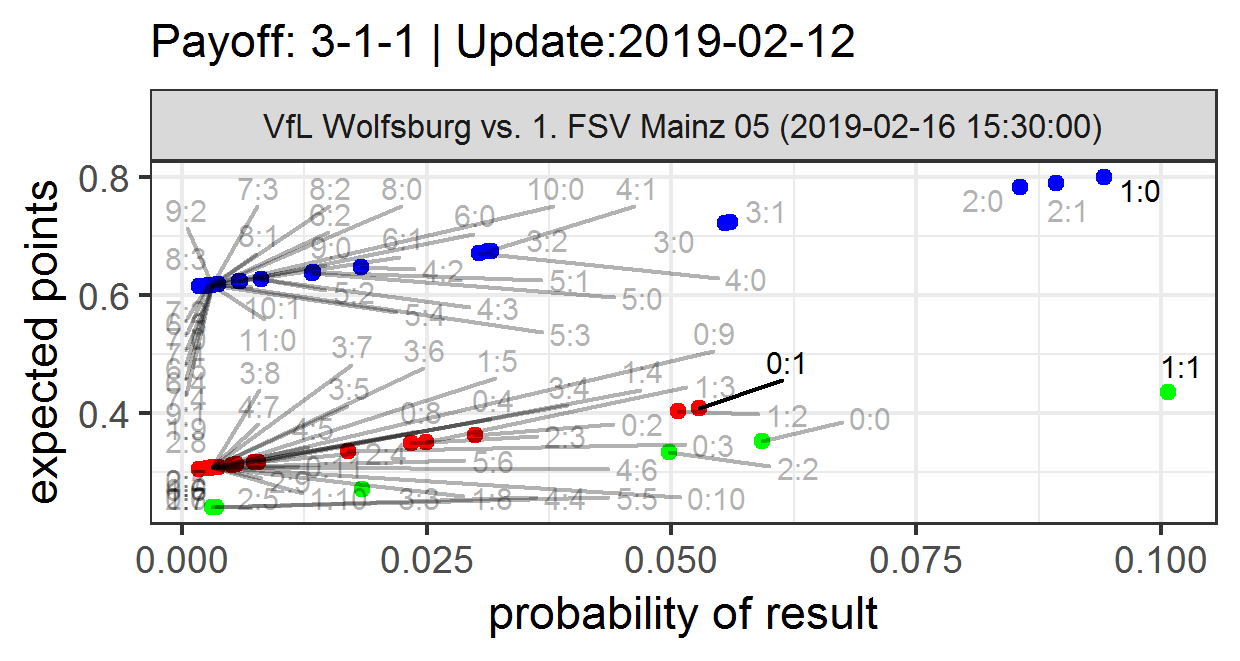 Payoff: 3-1-1 | Update:2019-02-12
VfL Wolfsburg vs. 1. FSV Mainz 05 (2019-02-16 15:30:00)
expected points
0.8
0.6
0.4
7:3 8:2 8:0 10:0 4:1
9:2 6:2 6:0 3:1 2:0 2:1 1:0
8:1 9:0 6:1 3:2 3:0
8:3 4:2 5:1 4:0
5:2 5:0
10:1 5:4 4:3
11:0 5:3
0:9
3:7 3:6 1:5 0:1 1:1
3:8 3:5 3:4 1:4 1:3
9:1 4:7 0:8 0:4 1:2 0:0
2:8 4:5 0:2
2:4 2:3 0:3
0:11 5:6 4:6 2:2
2:9
2:5 1:10 3:3 1:8 4:4 5:5 0:10
0.000 0.025 0.050 0.075 0.100
probability of result